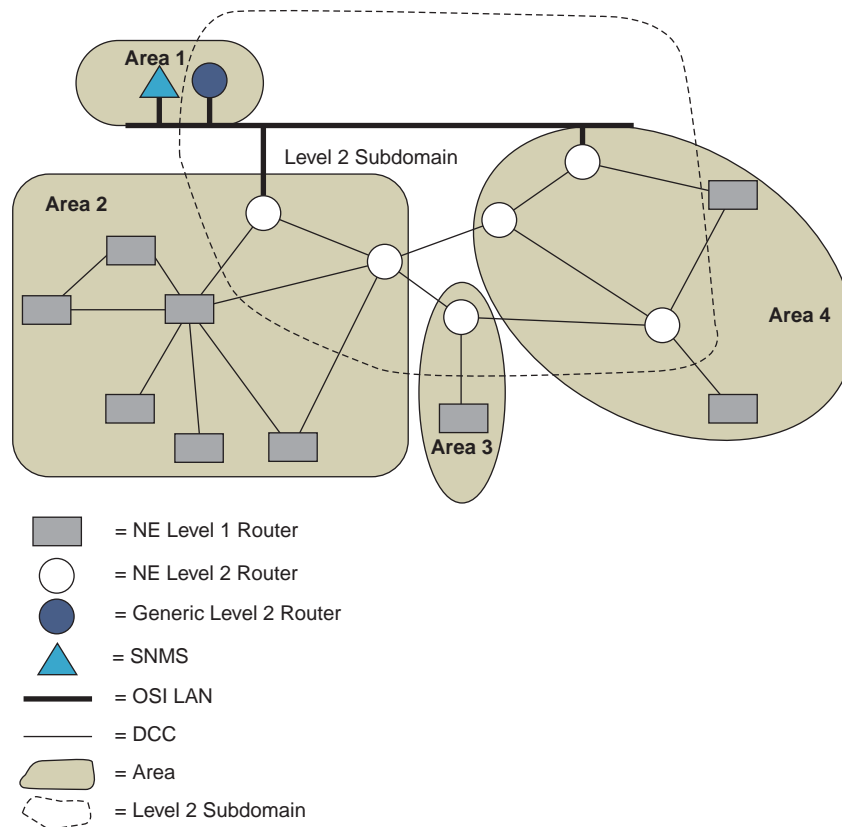 Area 1
Level 2 Subdomain
Area 2
Area 4
Area 3
= NE Level 1 Router
= NE Level 2 Router
= Generic Level 2 Router
= SNMS
= OSI LAN
= DCC
= Area
= Level 2 Subdomain